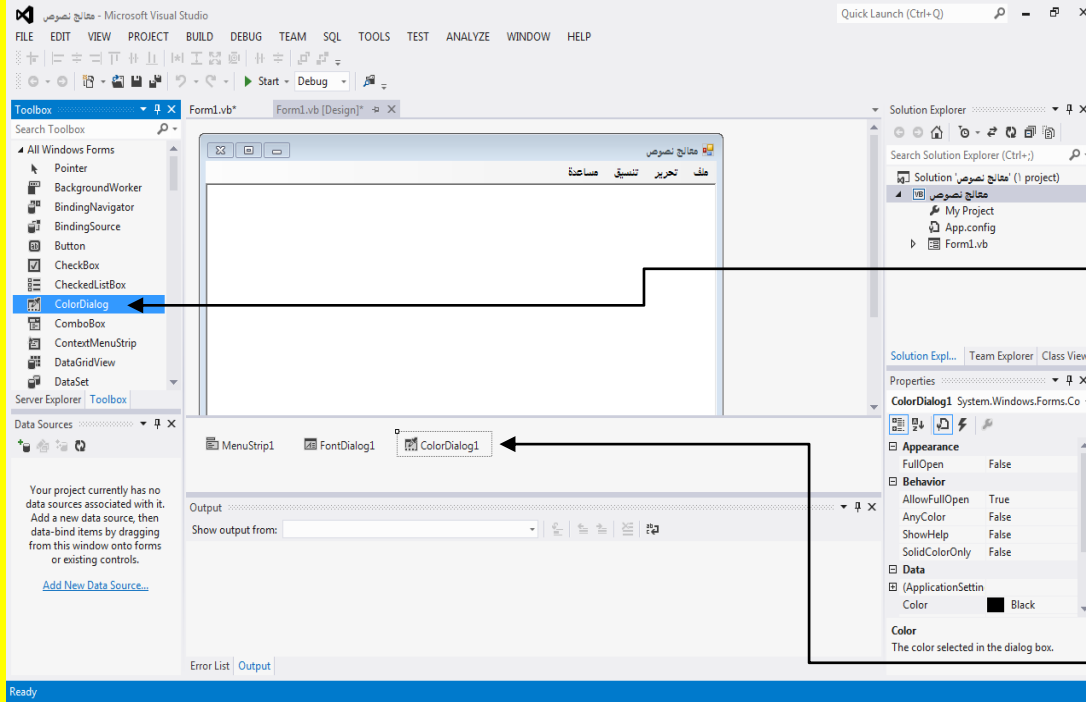 معالج نصوص - Microsoft Visual Studio
Quick Launch (Ctrl+Q)
FILE EDIT VIEW PROJECT BUILD DEBUG TEAM SQL TOOLS TEST ANALYZE WINDOW HELP
Start Debug
Toolbox
Search Toolbox
All Windows Forms
Pointer
BackgroundWorker
BindingNavigator
BindingSource
Button
CheckBox
CheckedListBox
ColorDialog
ComboBox
ContextMenuStrip
DataGridView
DataSet
Server Explorer Toolbox
Data Sources
Your project currently has no
data sources associated with it.
Add a new data source, then
data-bind items by dragging
from this window onto forms
or existing controls.
Add New Data Source...
Form1.vb* Form1.vb [Design]*
معالج نصوص
ملف تحرير تنسيق مساعدة
MenuStrip1 FontDialog1 ColorDialog1
Output
Show output from:
Error List Output
Solution Explorer
Search Solution Explorer (Ctrl+;)
Solution 'معالج نصوص' (١ project)
معالج نصوص
My Project
App.config
Form1.vb
Solution Expl... Team Explorer Class View
Properties
ColorDialog1 System.Windows.Forms.Co
Appearance
FullOpen False
Behavior
AllowFullOpen True
AnyColor False
ShowHelp False
SolidColorOnly False
Data
(ApplicationSettin
Color Black
Color
The color selected in the dialog box.
Ready